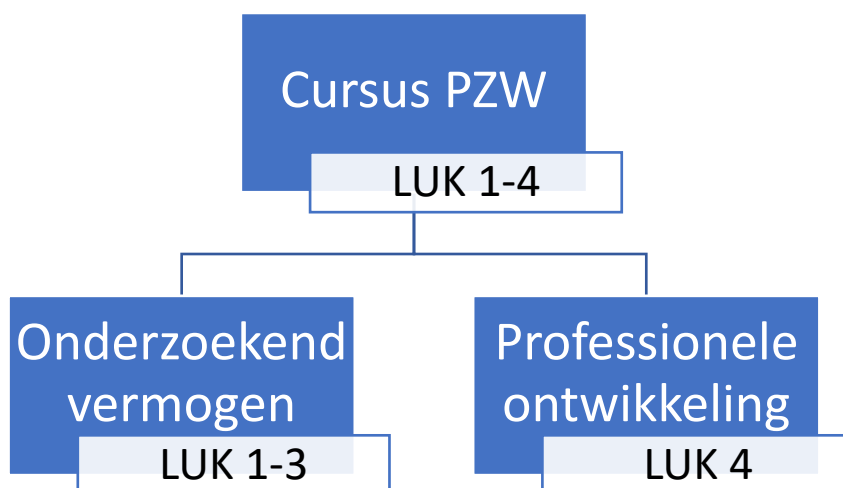 Cursus PZW
LUK 1-4
Onderzoekend
vermogen
LUK 1-3
Professionele
ontwikkeling
LUK 4